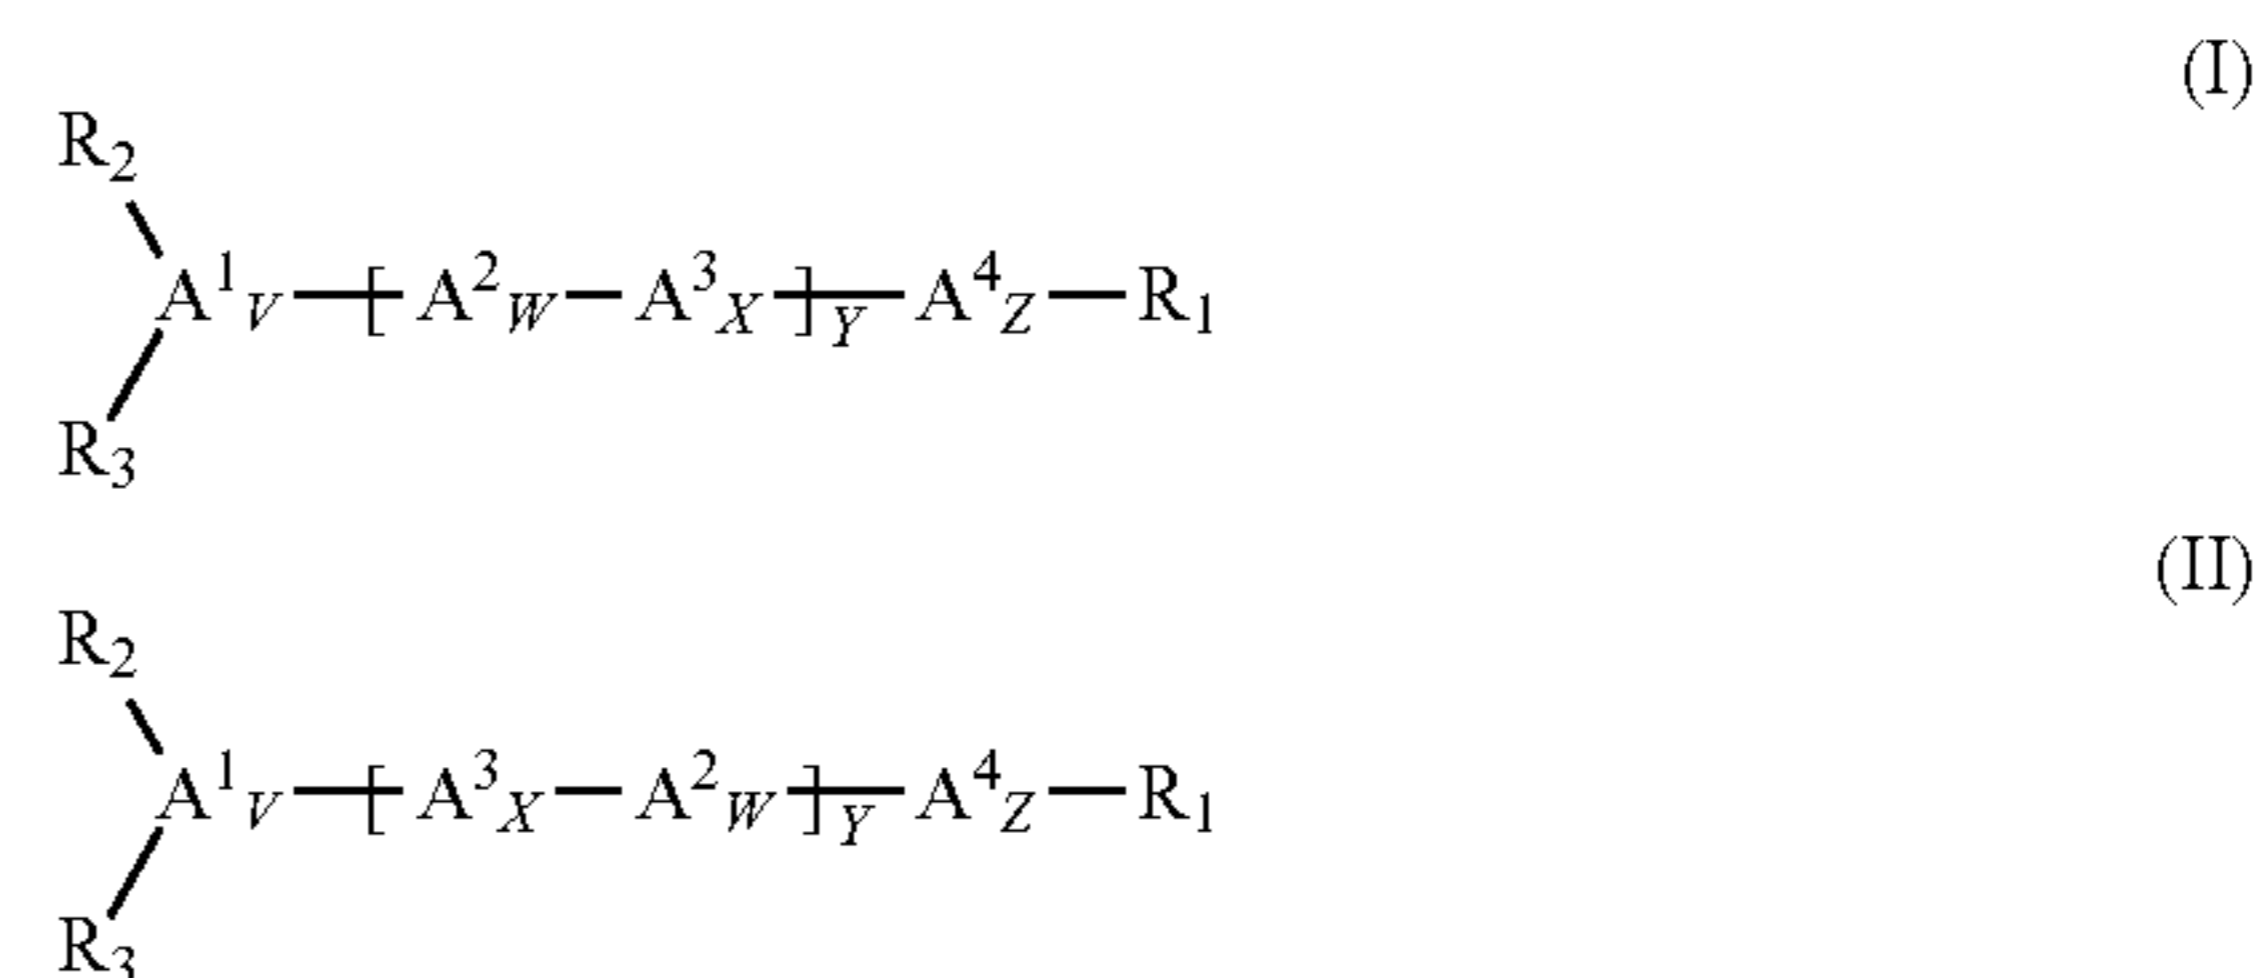 (I)
R₂
A¹V—[A²W—A³X]Y—A⁴Z—R₁
R₃
(II)
R₂
A¹V—[A³X—A²W]Y—A⁴Z—R₁
R₃